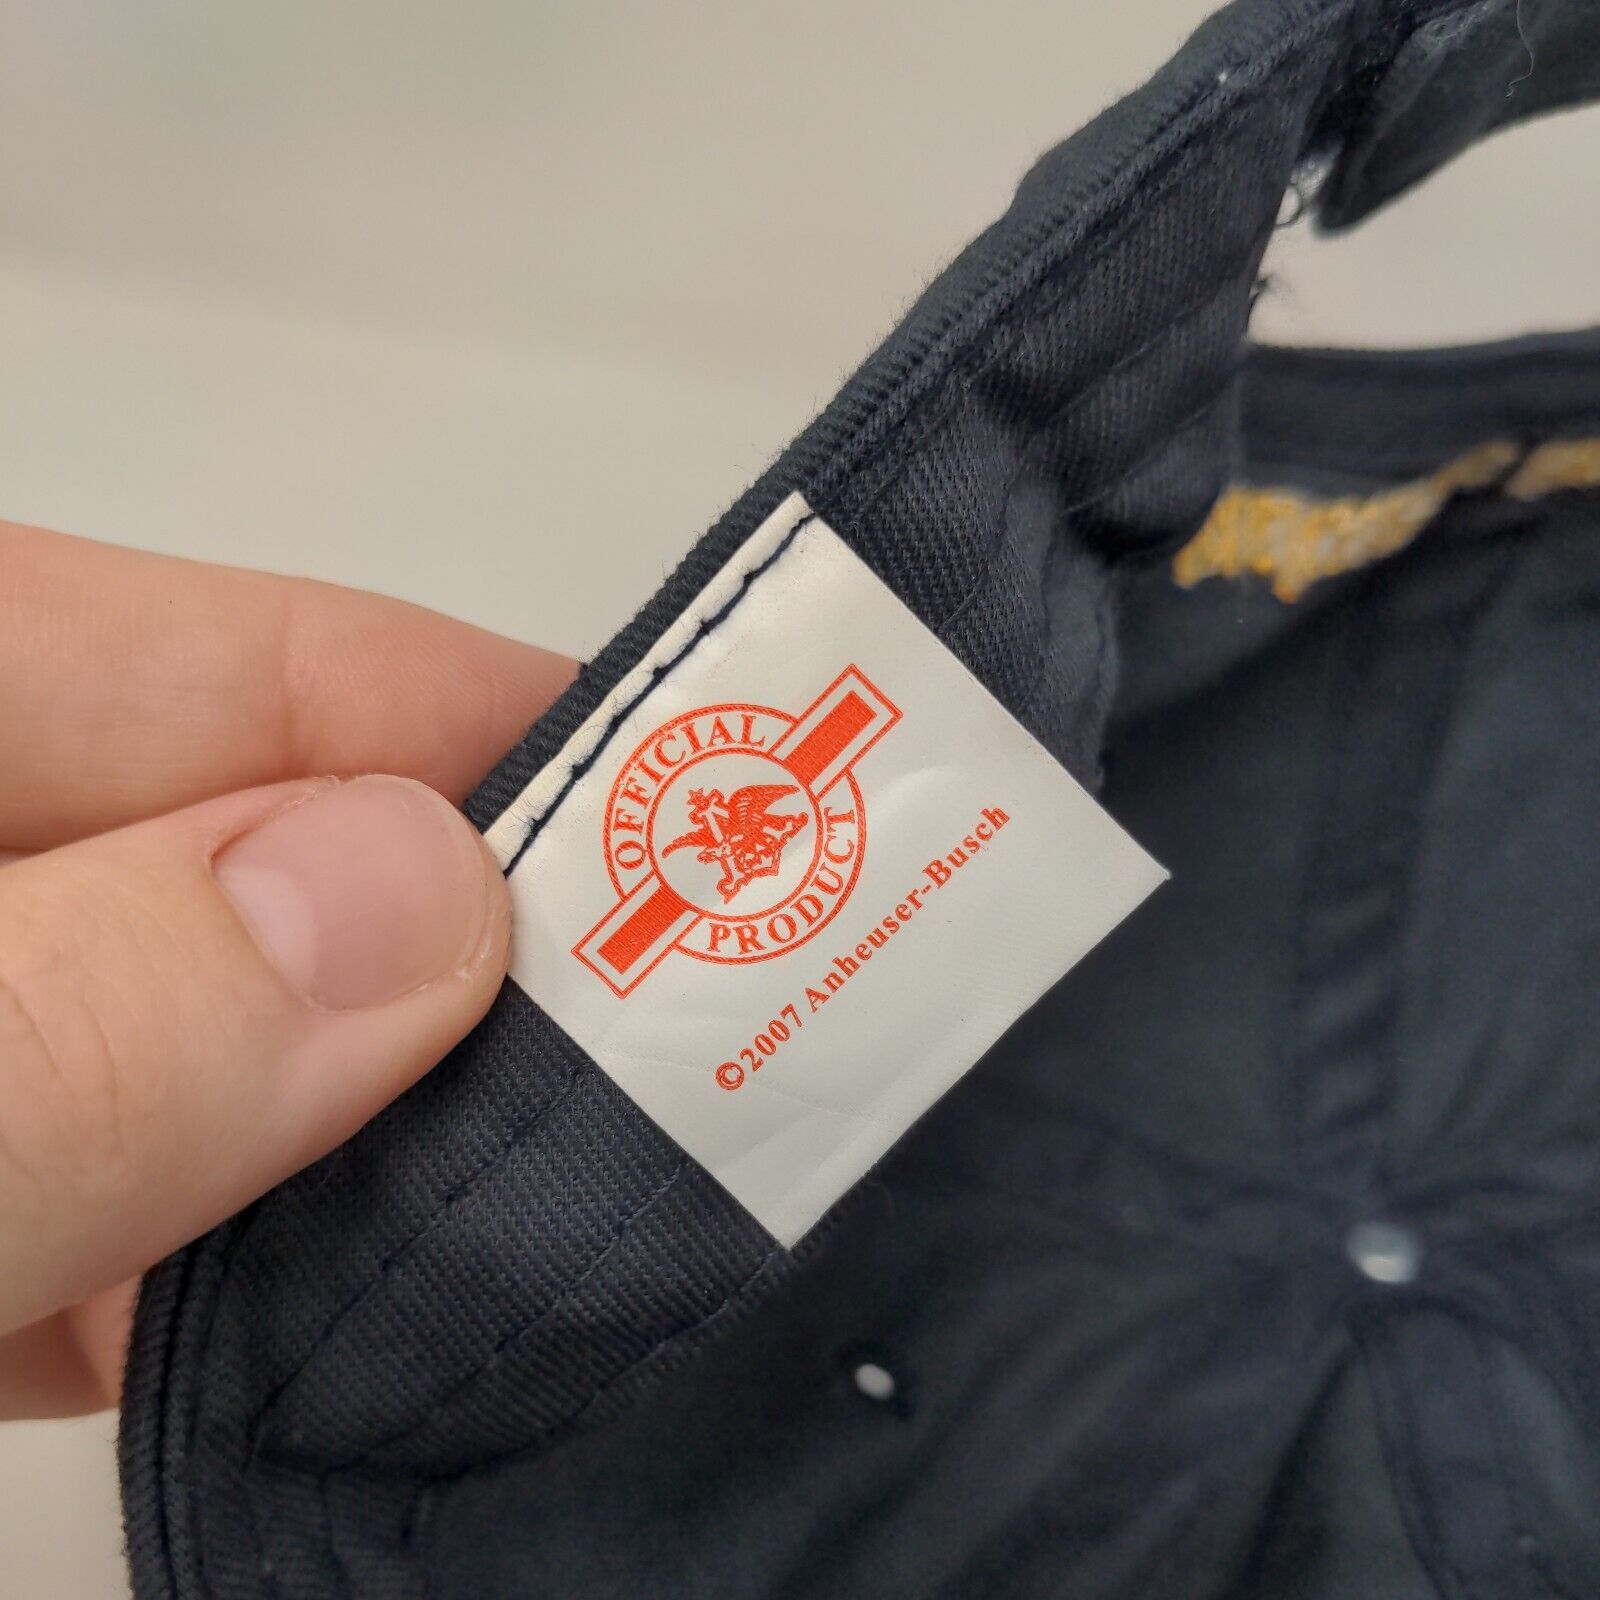 OFFICIAL
PRODUCT
©2007 Anheuser-Busch